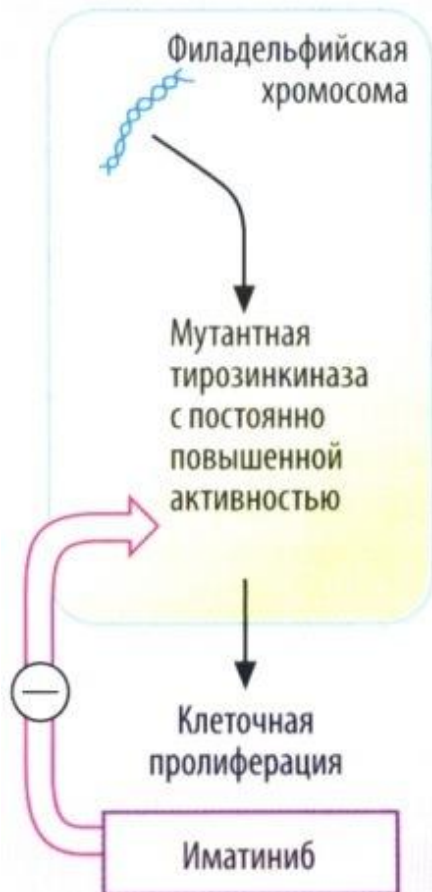 Филадельфийская
хромосома
Мутантная
тирозинкиназа
с постоянно
повышенной
активностью
Клеточная
пролиферация
Иматиниб